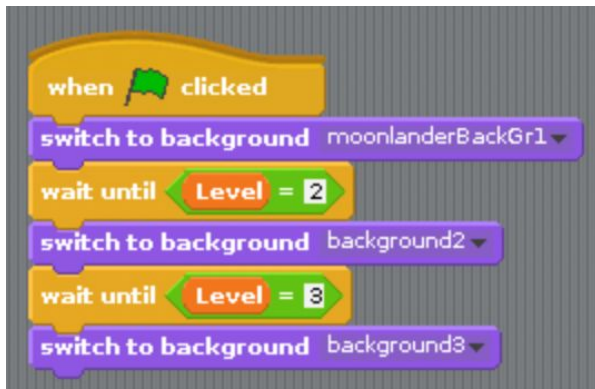 when clicked
switch to background moonlanderBackGr1
wait until Level = 2
switch to background background2
wait until Level = 3
switch to background background3